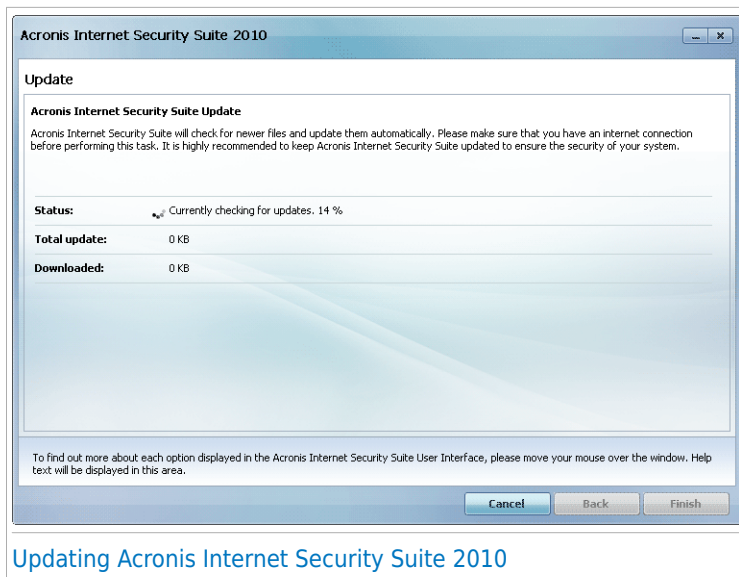 Acronis Internet Security Suite 2010
Update
Acronis Internet Security Suite Update
Acronis Internet Security Suite will check for newer files and update them automatically. Please make sure that you have an internet connection
before performing this task. It is highly recommended to keep Acronis Internet Security Suite updated to ensure the security of your system.
Status: Currently checking for updates. 14 %
Total update: 0 KB
Downloaded: 0 KB
To find out more about each option displayed in the Acronis Internet Security Suite User Interface, please move your mouse over the window. Help
text will be displayed in this area.
Cancel Back Finish
Updating Acronis Internet Security Suite 2010